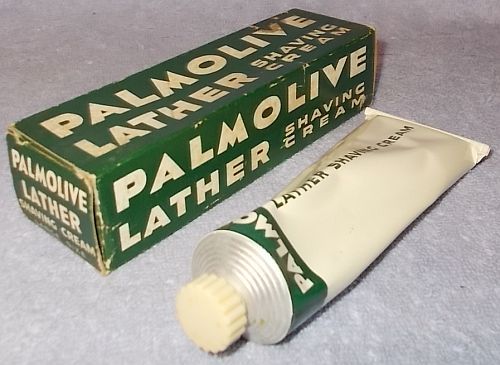 PALMOLIVE
LATHER SHAVING
CREAM
PALMOLIVE
LATHER SHAVING
CREAM
PALMOLIVE
LATHER
SHAVING CREAM
PALMO
LATHER SHAVING CREAM